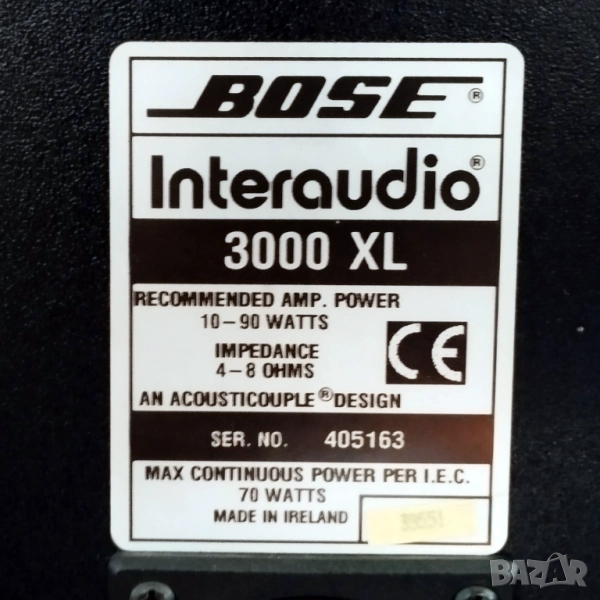 BOSE®
Interaudio®
3000 XL
RECOMMENDED AMP. POWER
10-90 WATTS
IMPEDANCE
4-8 OHMS
CE
AN ACOUSTICOUPLE® DESIGN
SER. NO. 405163
MAX CONTINUOUS POWER PER I.E.C.
70 WATTS
MADE IN IRELAND
BAZAR